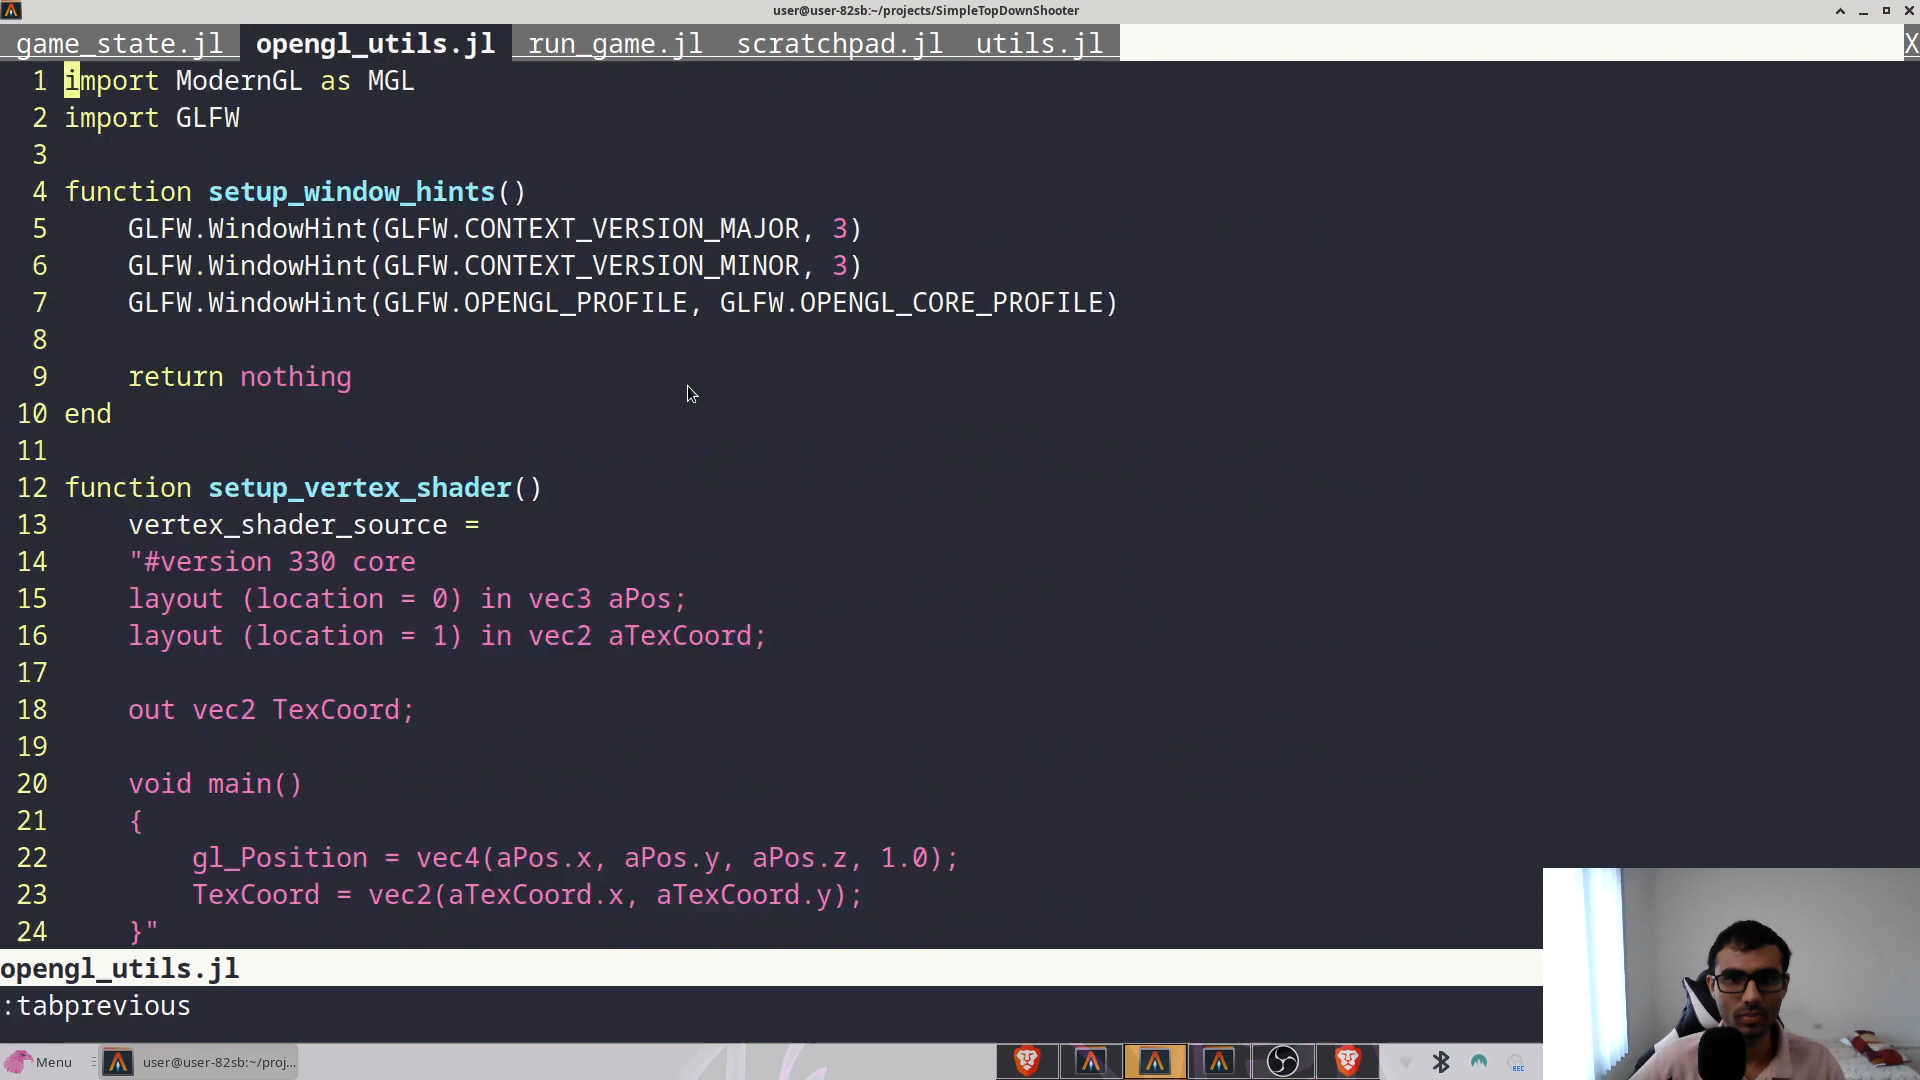 user@user-82sb:~/projects/SimpleTopDownShooter
game_state.jl opengl_utils.jl run_game.jl scratchpad.jl utils.jl X
1 import ModernGL as MGL
2 import GLFW
3
4 function setup_window_hints()
5 GLFW.WindowHint(GLFW.CONTEXT_VERSION_MAJOR, 3)
6 GLFW.WindowHint(GLFW.CONTEXT_VERSION_MINOR, 3)
7 GLFW.WindowHint(GLFW.OPENGL_PROFILE, GLFW.OPENGL_CORE_PROFILE)
8
9 return nothing
10 end
11
12 function setup_vertex_shader()
13 vertex_shader_source =
14 "#version 330 core
15 layout (location = 0) in vec3 aPos;
16 layout (location = 1) in vec2 aTexCoord;
17
18 out vec2 TexCoord;
19
20 void main()
21 {
22 gl_Position = vec4(aPos.x, aPos.y, aPos.z, 1.0);
23 TexCoord = vec2(aTexCoord.x, aTexCoord.y);
24 }"
opengl_utils.jl
:tabprevious
Menu user@user-82sb:~/proj... REC